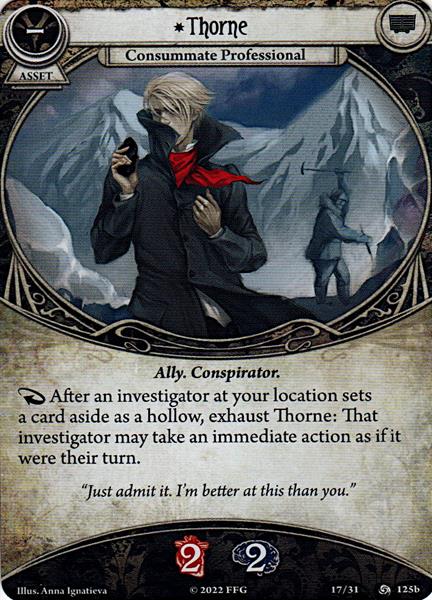 Thorne
ASSET
Consummate Professional
Ally. Conspirator.
After an investigator at your location sets
a card aside as a hollow, exhaust Thorne: That
investigator may take an immediate action as if it
were their turn.
"Just admit it. I'm better at this than you."
2 2
Illus. Anna Ignatieva © 2022 FFG 17/31 125b